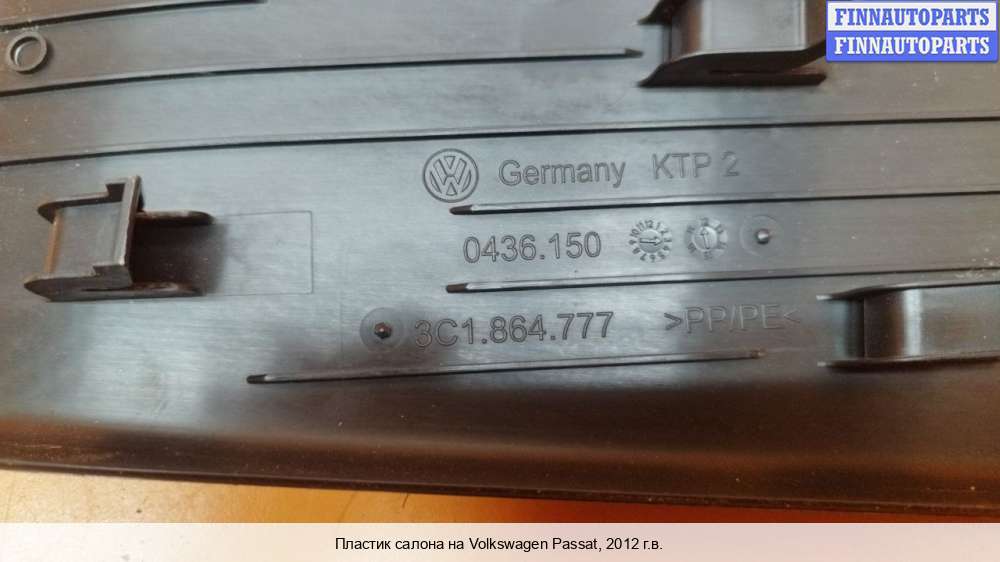 FINNAUTOPARTS
FINNAUTOPARTS
Germany KTP 2
0436.150
3C1.864.777 >PP/PE<
Пластик салона на Volkswagen Passat, 2012 г.в.